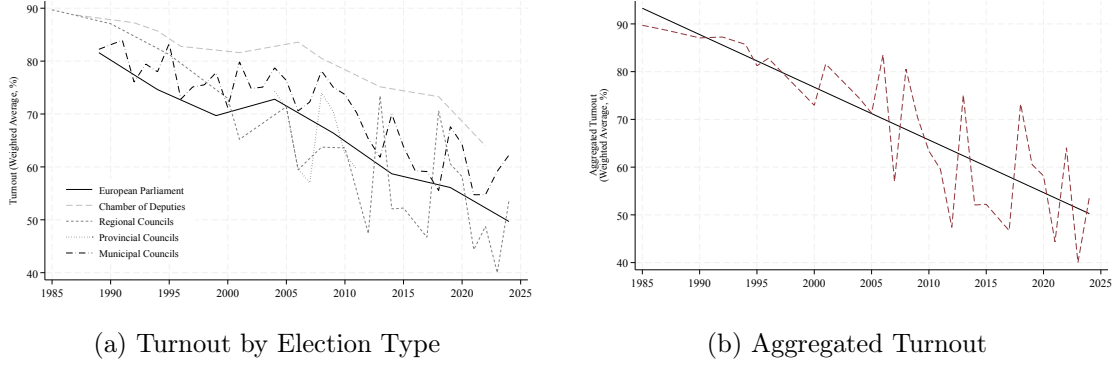 Turnout (Weighted Average, %)
90
80
70
60
50
40
European Parliament
Chamber of Deputies
Regional Councils
Provincial Councils
Municipal Councils
1985 1990 1995 2000 2005 2010 2015 2020 2025
(a) Turnout by Election Type
Aggregated Turnout
(Weighted Average, %)
90
80
70
60
50
40
1985 1990 1995 2000 2005 2010 2015 2020 2025
(b) Aggregated Turnout